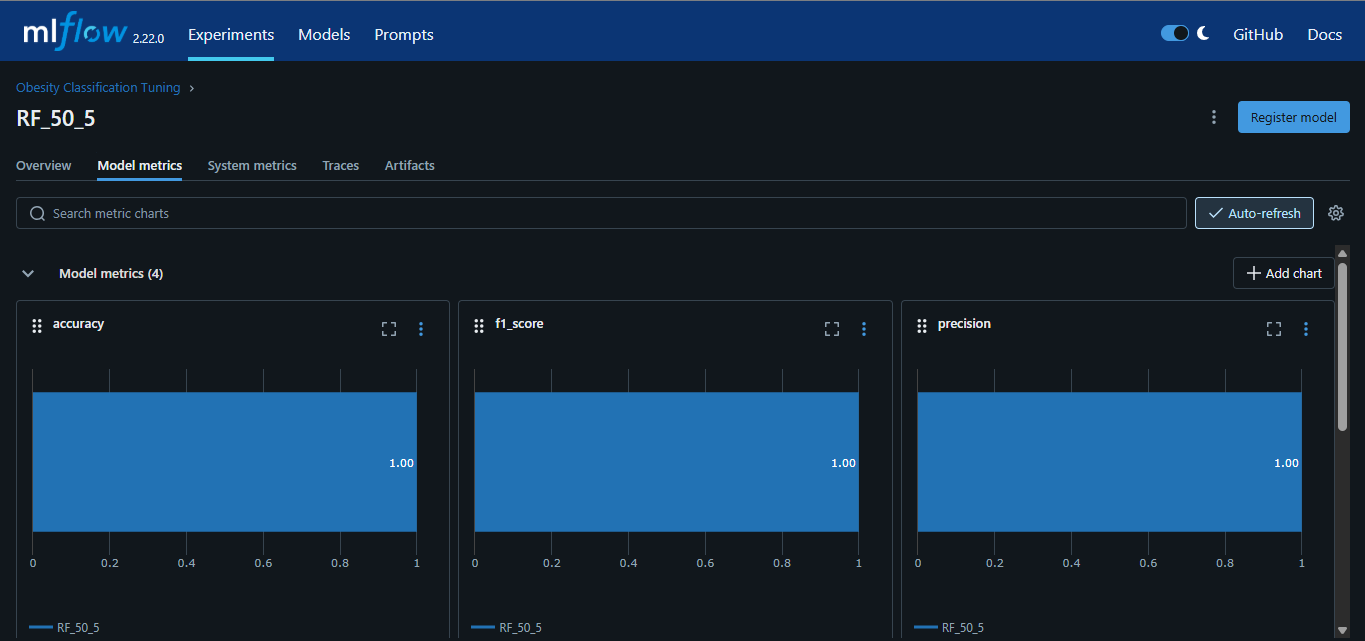 mlflow 2.22.0 Experiments Models Prompts GitHub Docs
Obesity Classification Tuning ›
RF_50_5
Register model
Overview Model metrics System metrics Traces Artifacts
Search metric charts
Auto-refresh
Model metrics (4)
+ Add chart
accuracy f1_score precision
1.00 1.00 1.00
0 0.2 0.4 0.6 0.8 1 0 0.2 0.4 0.6 0.8 1 0 0.2 0.4 0.6 0.8 1
RF_50_5 RF_50_5 RF_50_5